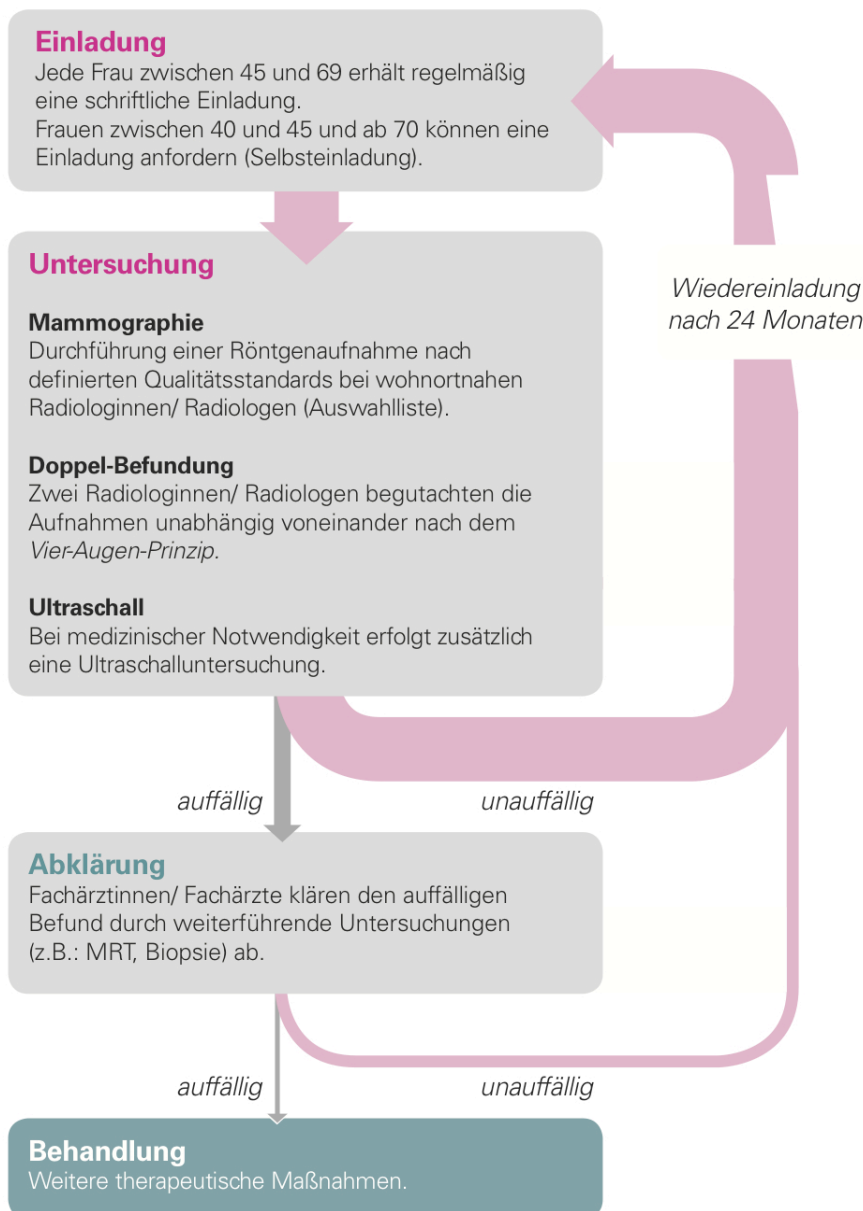 Einladung
Jede Frau zwischen 45 und 69 erhält regelmäßig
eine schriftliche Einladung.
Frauen zwischen 40 und 45 und ab 70 können eine
Einladung anfordern (Selbsteinladung).
Untersuchung
Mammographie
Durchführung einer Röntgenaufnahme nach
definierten Qualitätsstandards bei wohnortnahen
Radiologinnen/ Radiologen (Auswahlliste).
Doppel-Befundung
Zwei Radiologinnen/ Radiologen begutachten die
Aufnahmen unabhängig voneinander nach dem
Vier-Augen-Prinzip.
Ultraschall
Bei medizinischer Notwendigkeit erfolgt zusätzlich
eine Ultraschalluntersuchung.
Wiedereinladung
nach 24 Monaten
auffällig
unauffällig
Abklärung
Fachärztinnen/ Fachärzte klären den auffälligen
Befund durch weiterführende Untersuchungen
(z.B.: MRT, Biopsie) ab.
auffällig
unauffällig
Behandlung
Weitere therapeutische Maßnahmen.